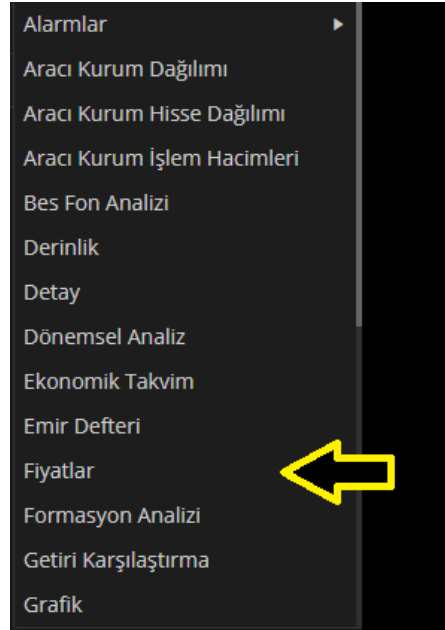 Alarmlar
Aracı Kurum Dağılımı
Aracı Kurum Hisse Dağılımı
Aracı Kurum İşlem Hacimleri
Bes Fon Analizi
Derinlik
Detay
Dönemsel Analiz
Ekonomik Takvim
Emir Defteri
Fiyatlar
Formasyon Analizi
Getiri Karşılaştırma
Grafik